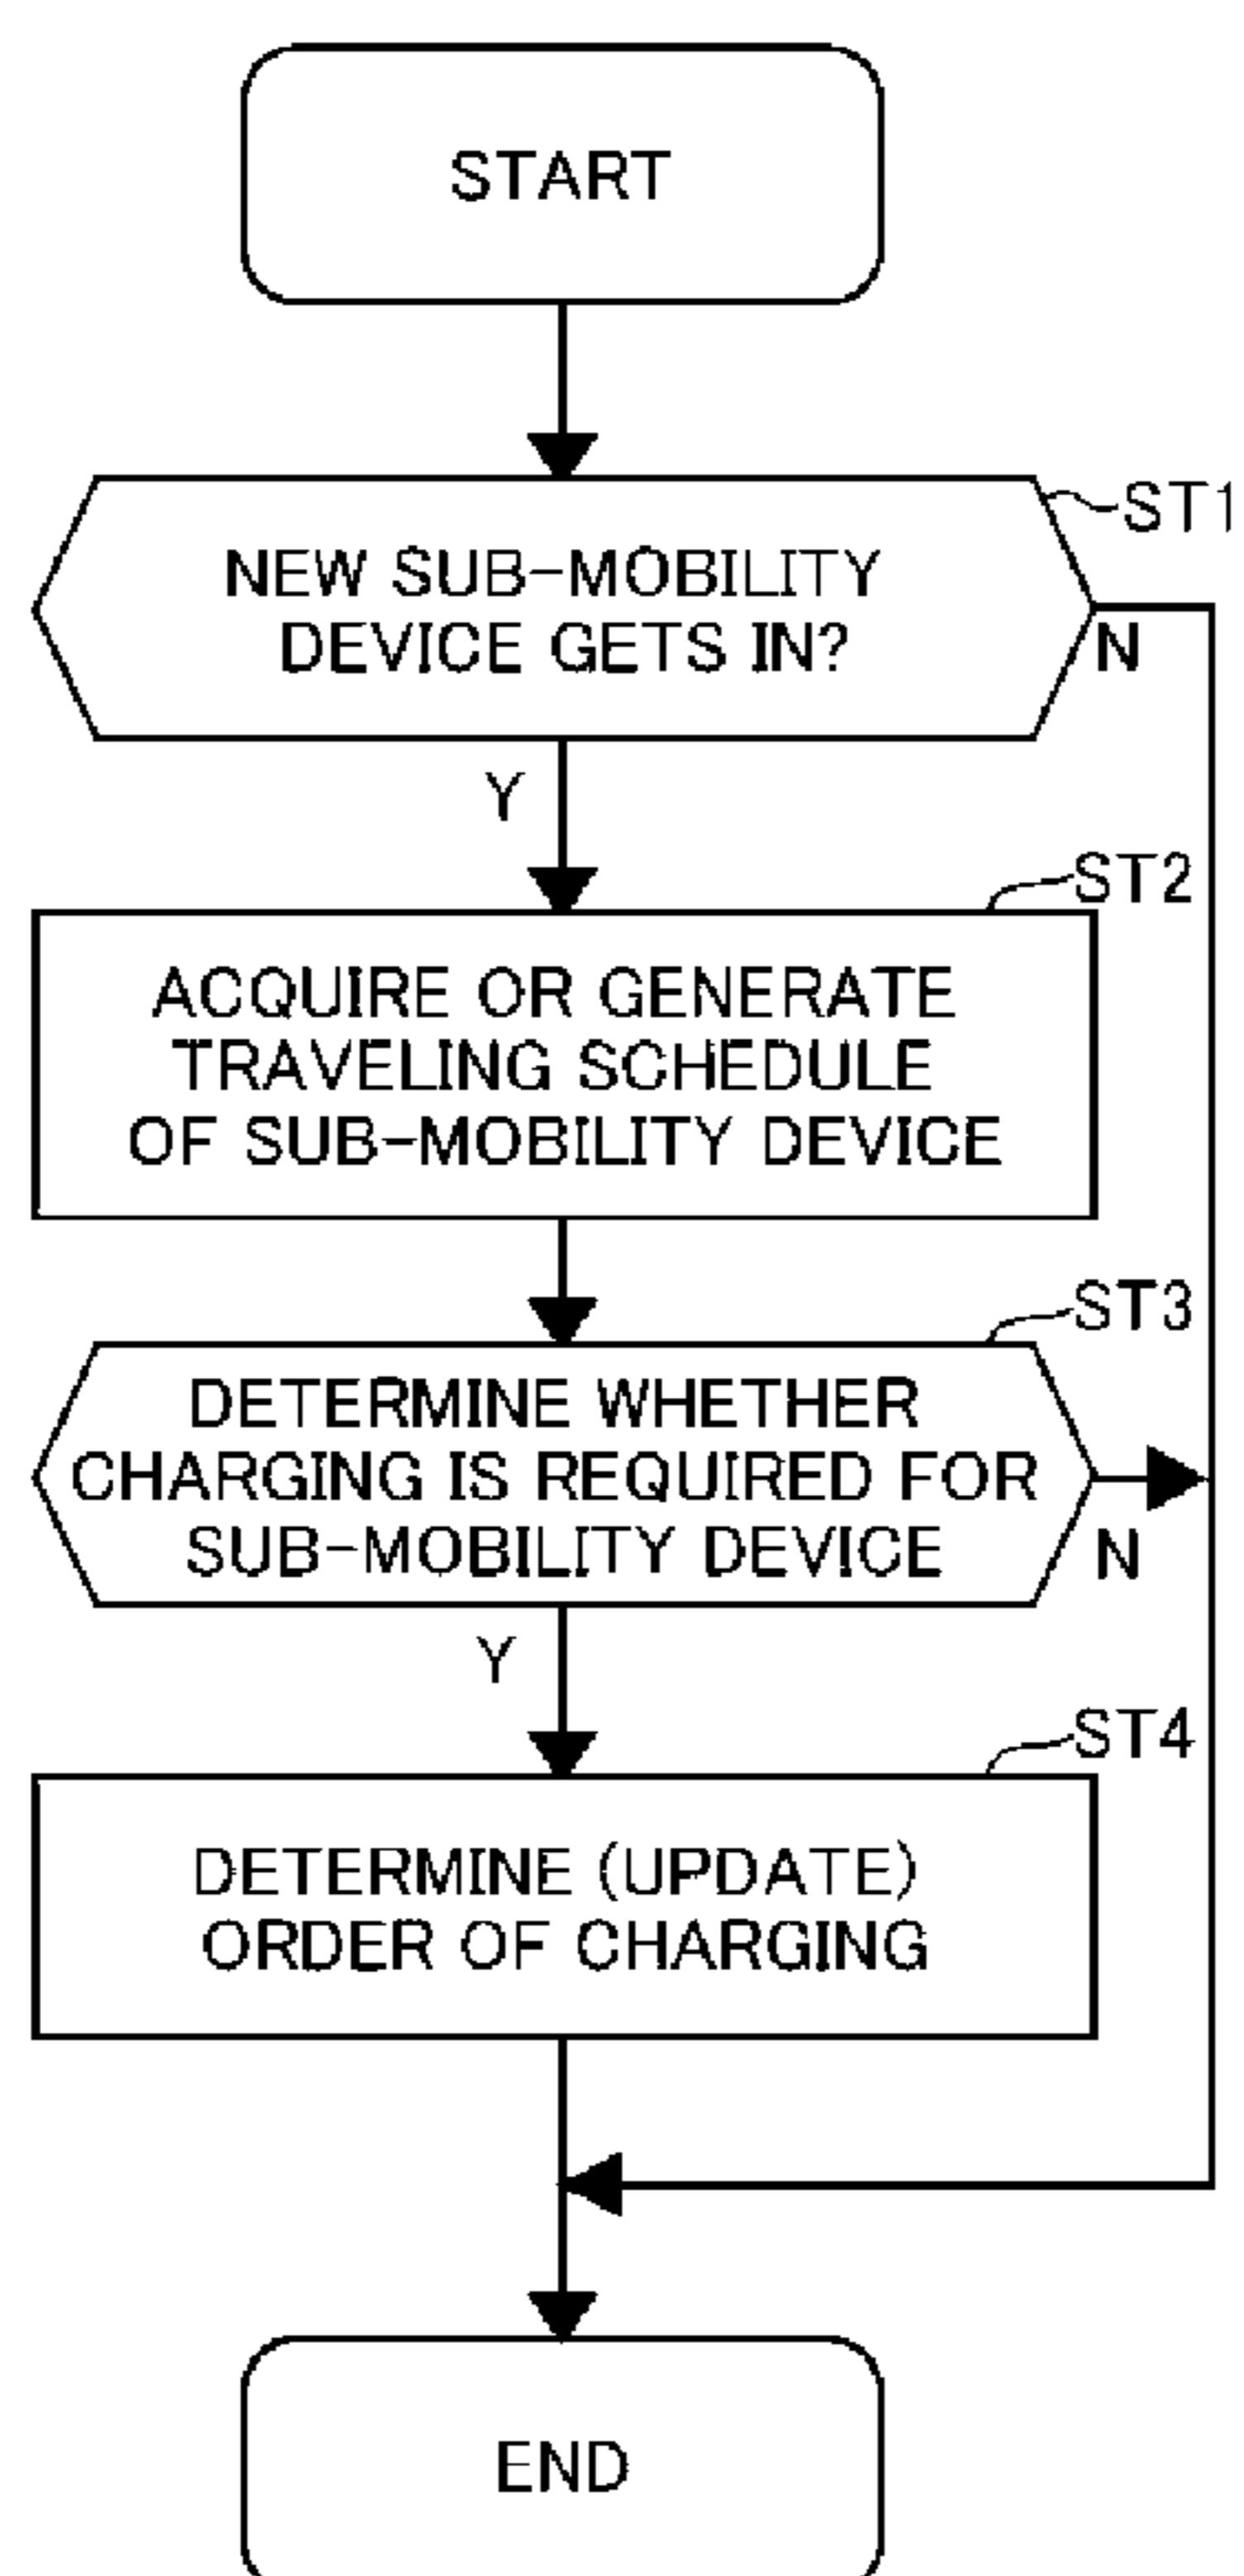 START
ST1
NEW SUB-MOBILITY
DEVICE GETS IN?
N
Y
ST2
ACQUIRE OR GENERATE
TRAVELING SCHEDULE
OF SUB-MOBILITY DEVICE
ST3
DETERMINE WHETHER
CHARGING IS REQUIRED FOR
SUB-MOBILITY DEVICE
N
Y
ST4
DETERMINE (UPDATE)
ORDER OF CHARGING
END